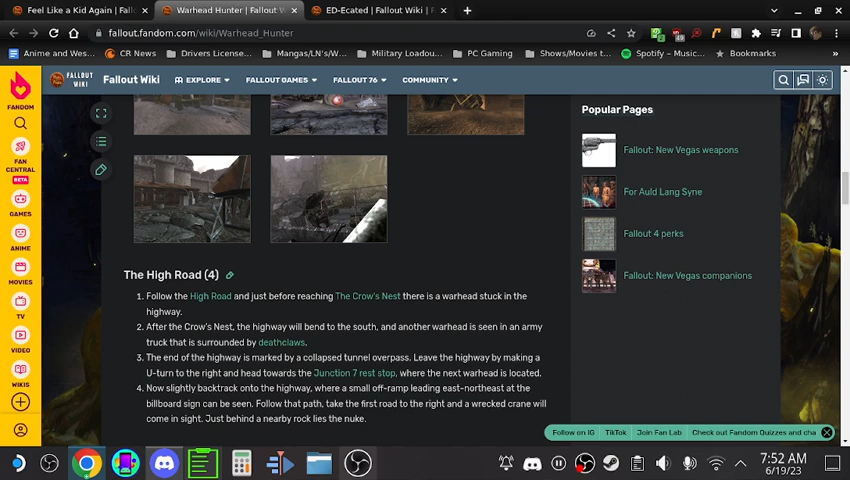 Feel Like a Kid Again | Fall
Warhead Hunter | Fallout W
ED-Ecated | Fallout Wiki | F
fallout.fandom.com/wiki/Warhead_Hunter
Anime and Wes...
CR News
Drivers License...
Mangas/LN's/W...
Military Loadou...
PC Gaming
Shows/Movies t...
Spotify – Music...
Bookmarks
FALLOUT WIKI
Fallout Wiki
EXPLORE
FALLOUT GAMES
FALLOUT 76
COMMUNITY
FANDOM
FAN CENTRAL
BETA
GAMES
ANIME
MOVIES
TV
VIDEO
WIKIS
Popular Pages
Fallout: New Vegas weapons
For Auld Lang Syne
Fallout 4 perks
Fallout: New Vegas companions
The High Road (4)
1. Follow the High Road and just before reaching The Crow's Nest there is a warhead stuck in the
highway.
2. After the Crow's Nest, the highway will bend to the south, and another warhead is seen in an army
truck that is surrounded by deathclaws.
3. The end of the highway is marked by a collapsed tunnel overpass. Leave the highway by making a
U-turn to the right and head towards the Junction 7 rest stop, where the next warhead is located.
4. Now slightly backtrack onto the highway, where a small off-ramp leading east-northeast at the
billboard sign can be seen. Follow that path, take the first road to the right and a wrecked crane will
come in sight. Just behind a nearby rock lies the nuke.
Follow on IG
TikTok
Join Fan Lab
Check out Fandom Quizzes and cha
7:52 AM
6/19/23